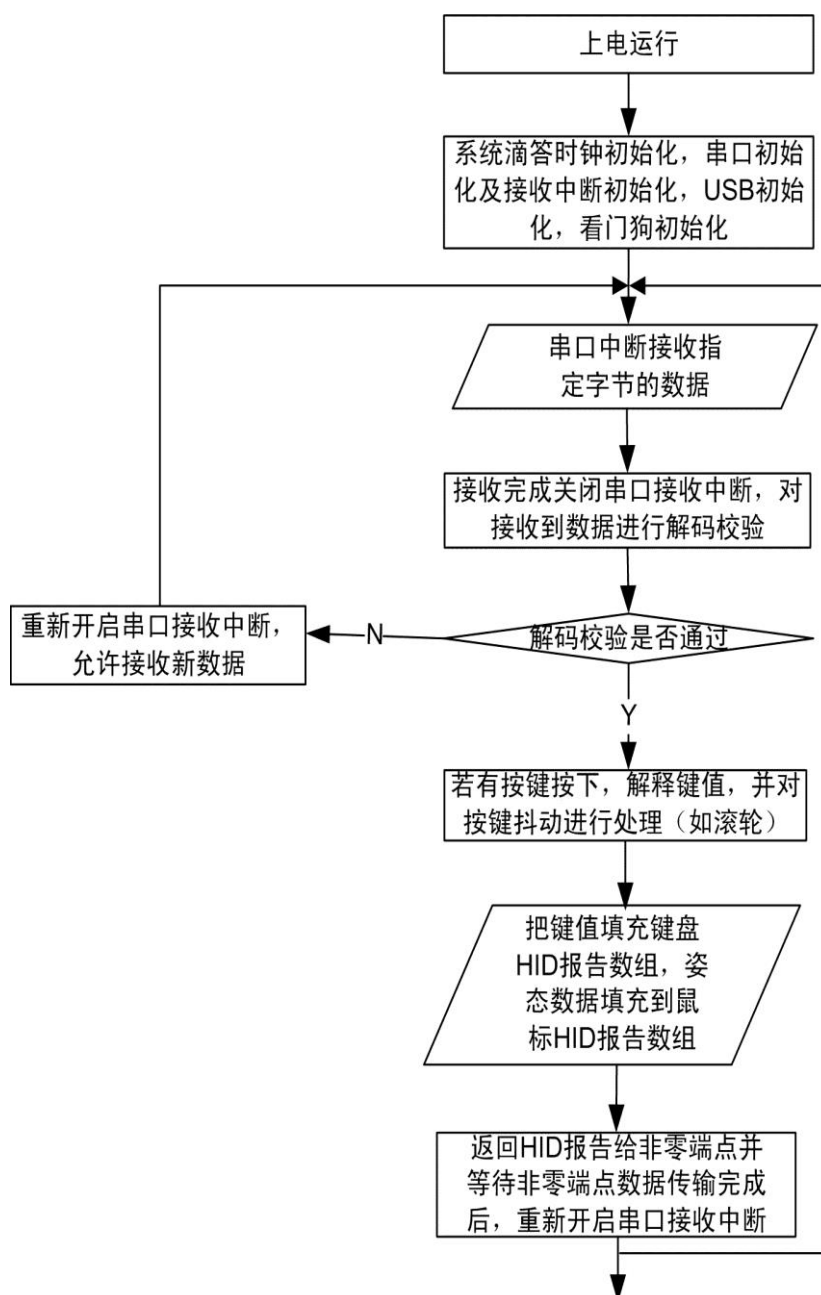 上电运行
系统滴答时钟初始化，串口初始
化及接收中断初始化，USB初始
化，看门狗初始化
串口中断接收指
定字节的数据
接收完成关闭串口接收中断，对
接收到数据进行解码校验
重新开启串口接收中断，
允许接收新数据
N
解码校验是否通过
Y
若有按键按下，解释键值，并对
按键抖动进行处理（如滚轮）
把键值填充键盘
HID报告数组，姿
态数据填充到鼠
标HID报告数组
返回HID报告给非零端点并
等待非零端点数据传输完成
后，重新开启串口接收中断